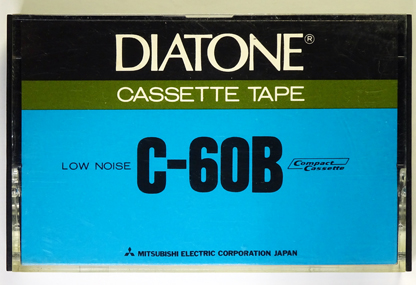 DIATONE®
CASSETTE TAPE
LOW NOISE C-60B Compact Cassette
MITSUBISHI ELECTRIC CORPORATION JAPAN